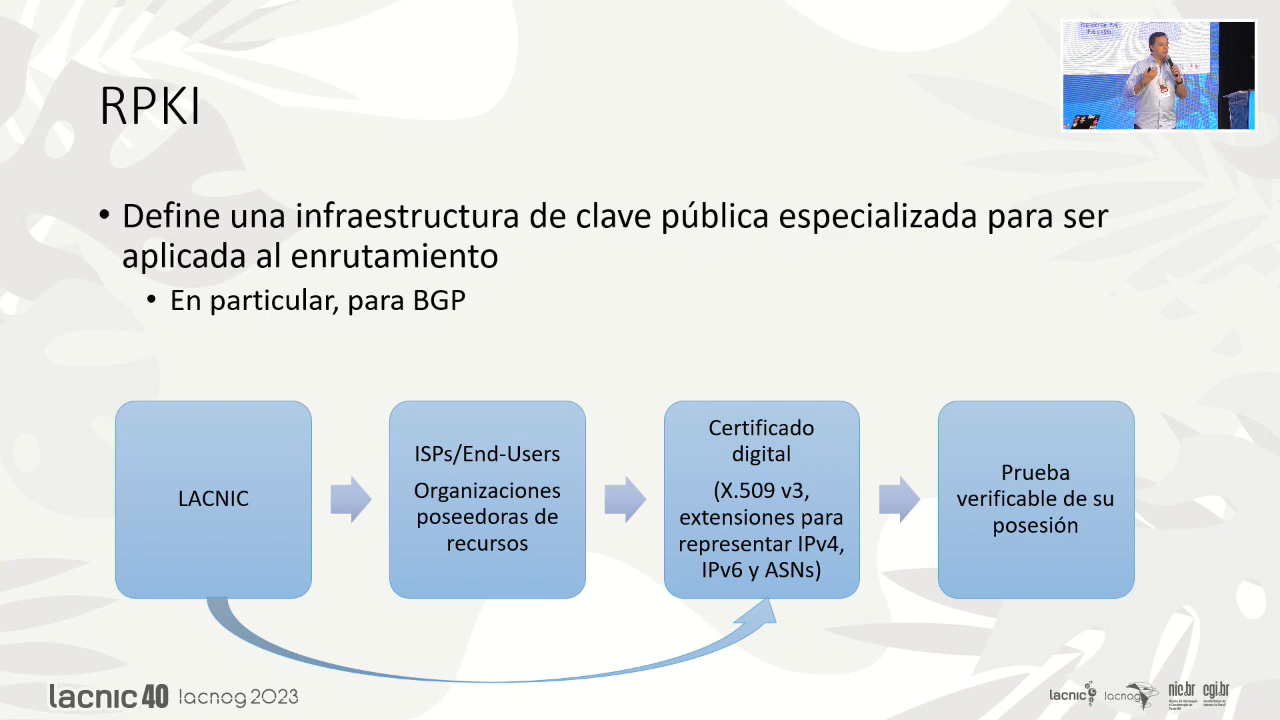 RPKI
• Define una infraestructura de clave pública especializada para ser
aplicada al enrutamiento
• En particular, para BGP
LACNIC
ISPs/End-Users
Organizaciones
poseedoras de
recursos
Certificado
digital
(X.509 v3,
extensiones para
representar IPv4,
IPv6 y ASNs)
Prueba
verificable de su
posesión
lacnic 40 lacnog 2023
lacnic lacnog nic.br cgi.br